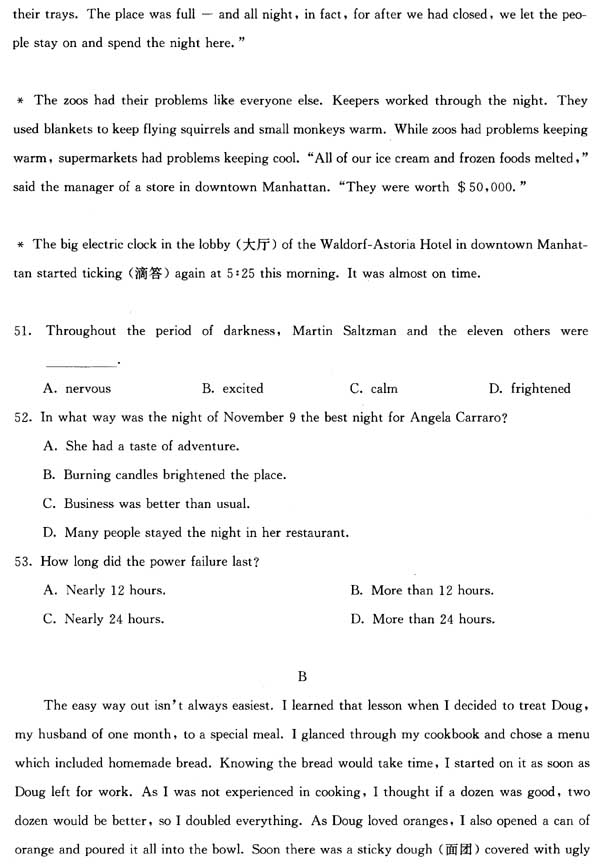 their trays. The place was full — and all night, in fact, for after we had closed, we let the peo-
ple stay on and spend the night here."
* The zoos had their problems like everyone else. Keepers worked through the night. They
used blankets to keep flying squirrels and small monkeys warm. While zoos had problems keeping
warm, supermarkets had problems keeping cool. "All of our ice cream and frozen foods melted,"
said the manager of a store in downtown Manhattan. "They were worth $50,000."
* The big electric clock in the lobby (大厅) of the Waldorf-Astoria Hotel in downtown Manhat-
tan started ticking (滴答) again at 5:25 this morning. It was almost on time.
51. Throughout the period of darkness, Martin Saltzman and the eleven others were
________.
A. nervous B. excited C. calm D. frightened
52. In what way was the night of November 9 the best night for Angela Carraro?
A. She had a taste of adventure.
B. Burning candles brightened the place.
C. Business was better than usual.
D. Many people stayed the night in her restaurant.
53. How long did the power failure last?
A. Nearly 12 hours. B. More than 12 hours.
C. Nearly 24 hours. D. More than 24 hours.
B
The easy way out isn't always easiest. I learned that lesson when I decided to treat Doug,
my husband of one month, to a special meal. I glanced through my cookbook and chose a menu
which included homemade bread. Knowing the bread would take time, I started on it as soon as
Doug left for work. As I was not experienced in cooking, I thought if a dozen was good, two
dozen would be better, so I doubled everything. As Doug loved oranges, I also opened a can of
orange and poured it all into the bowl. Soon there was a sticky dough (面团) covered with ugly